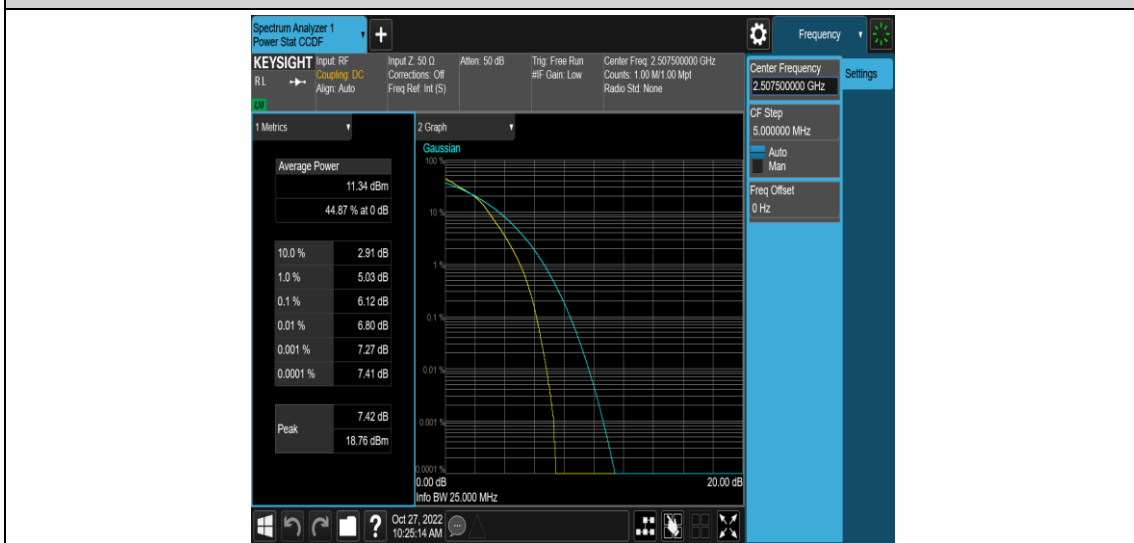 Spectrum Analyzer 1
Power Stat CCDF
Frequency
KEYSIGHT
Input: RF
Input Z: 50 Ω
Atten: 50 dB
Trig: Free Run
Center Freq: 2.507500000 GHz
RL
Coupling: DC
Corrections: Off
#IF Gain: Low
Counts: 1.00 M/1.00 Mpt
Align: Auto
Freq Ref: Int (S)
Radio Std: None
Center Frequency
2.507500000 GHz
Settings
CF Step
5.000000 MHz
Auto
Man
Freq Offset
0 Hz
1 Metrics
Average Power
11.34 dBm
44.87 % at 0 dB
10.0 % 2.91 dB
1.0 % 5.03 dB
0.1 % 6.12 dB
0.01 % 6.80 dB
0.001 % 7.27 dB
0.0001 % 7.41 dB
Peak
7.42 dB
18.76 dBm
2 Graph
Gaussian
100 %
10 %
1 %
0.1 %
0.01 %
0.001 %
0.0001 %
0.00 dB
20.00 dB
Info BW 25.000 MHz
?
Oct 27, 2022
10:25:14 AM